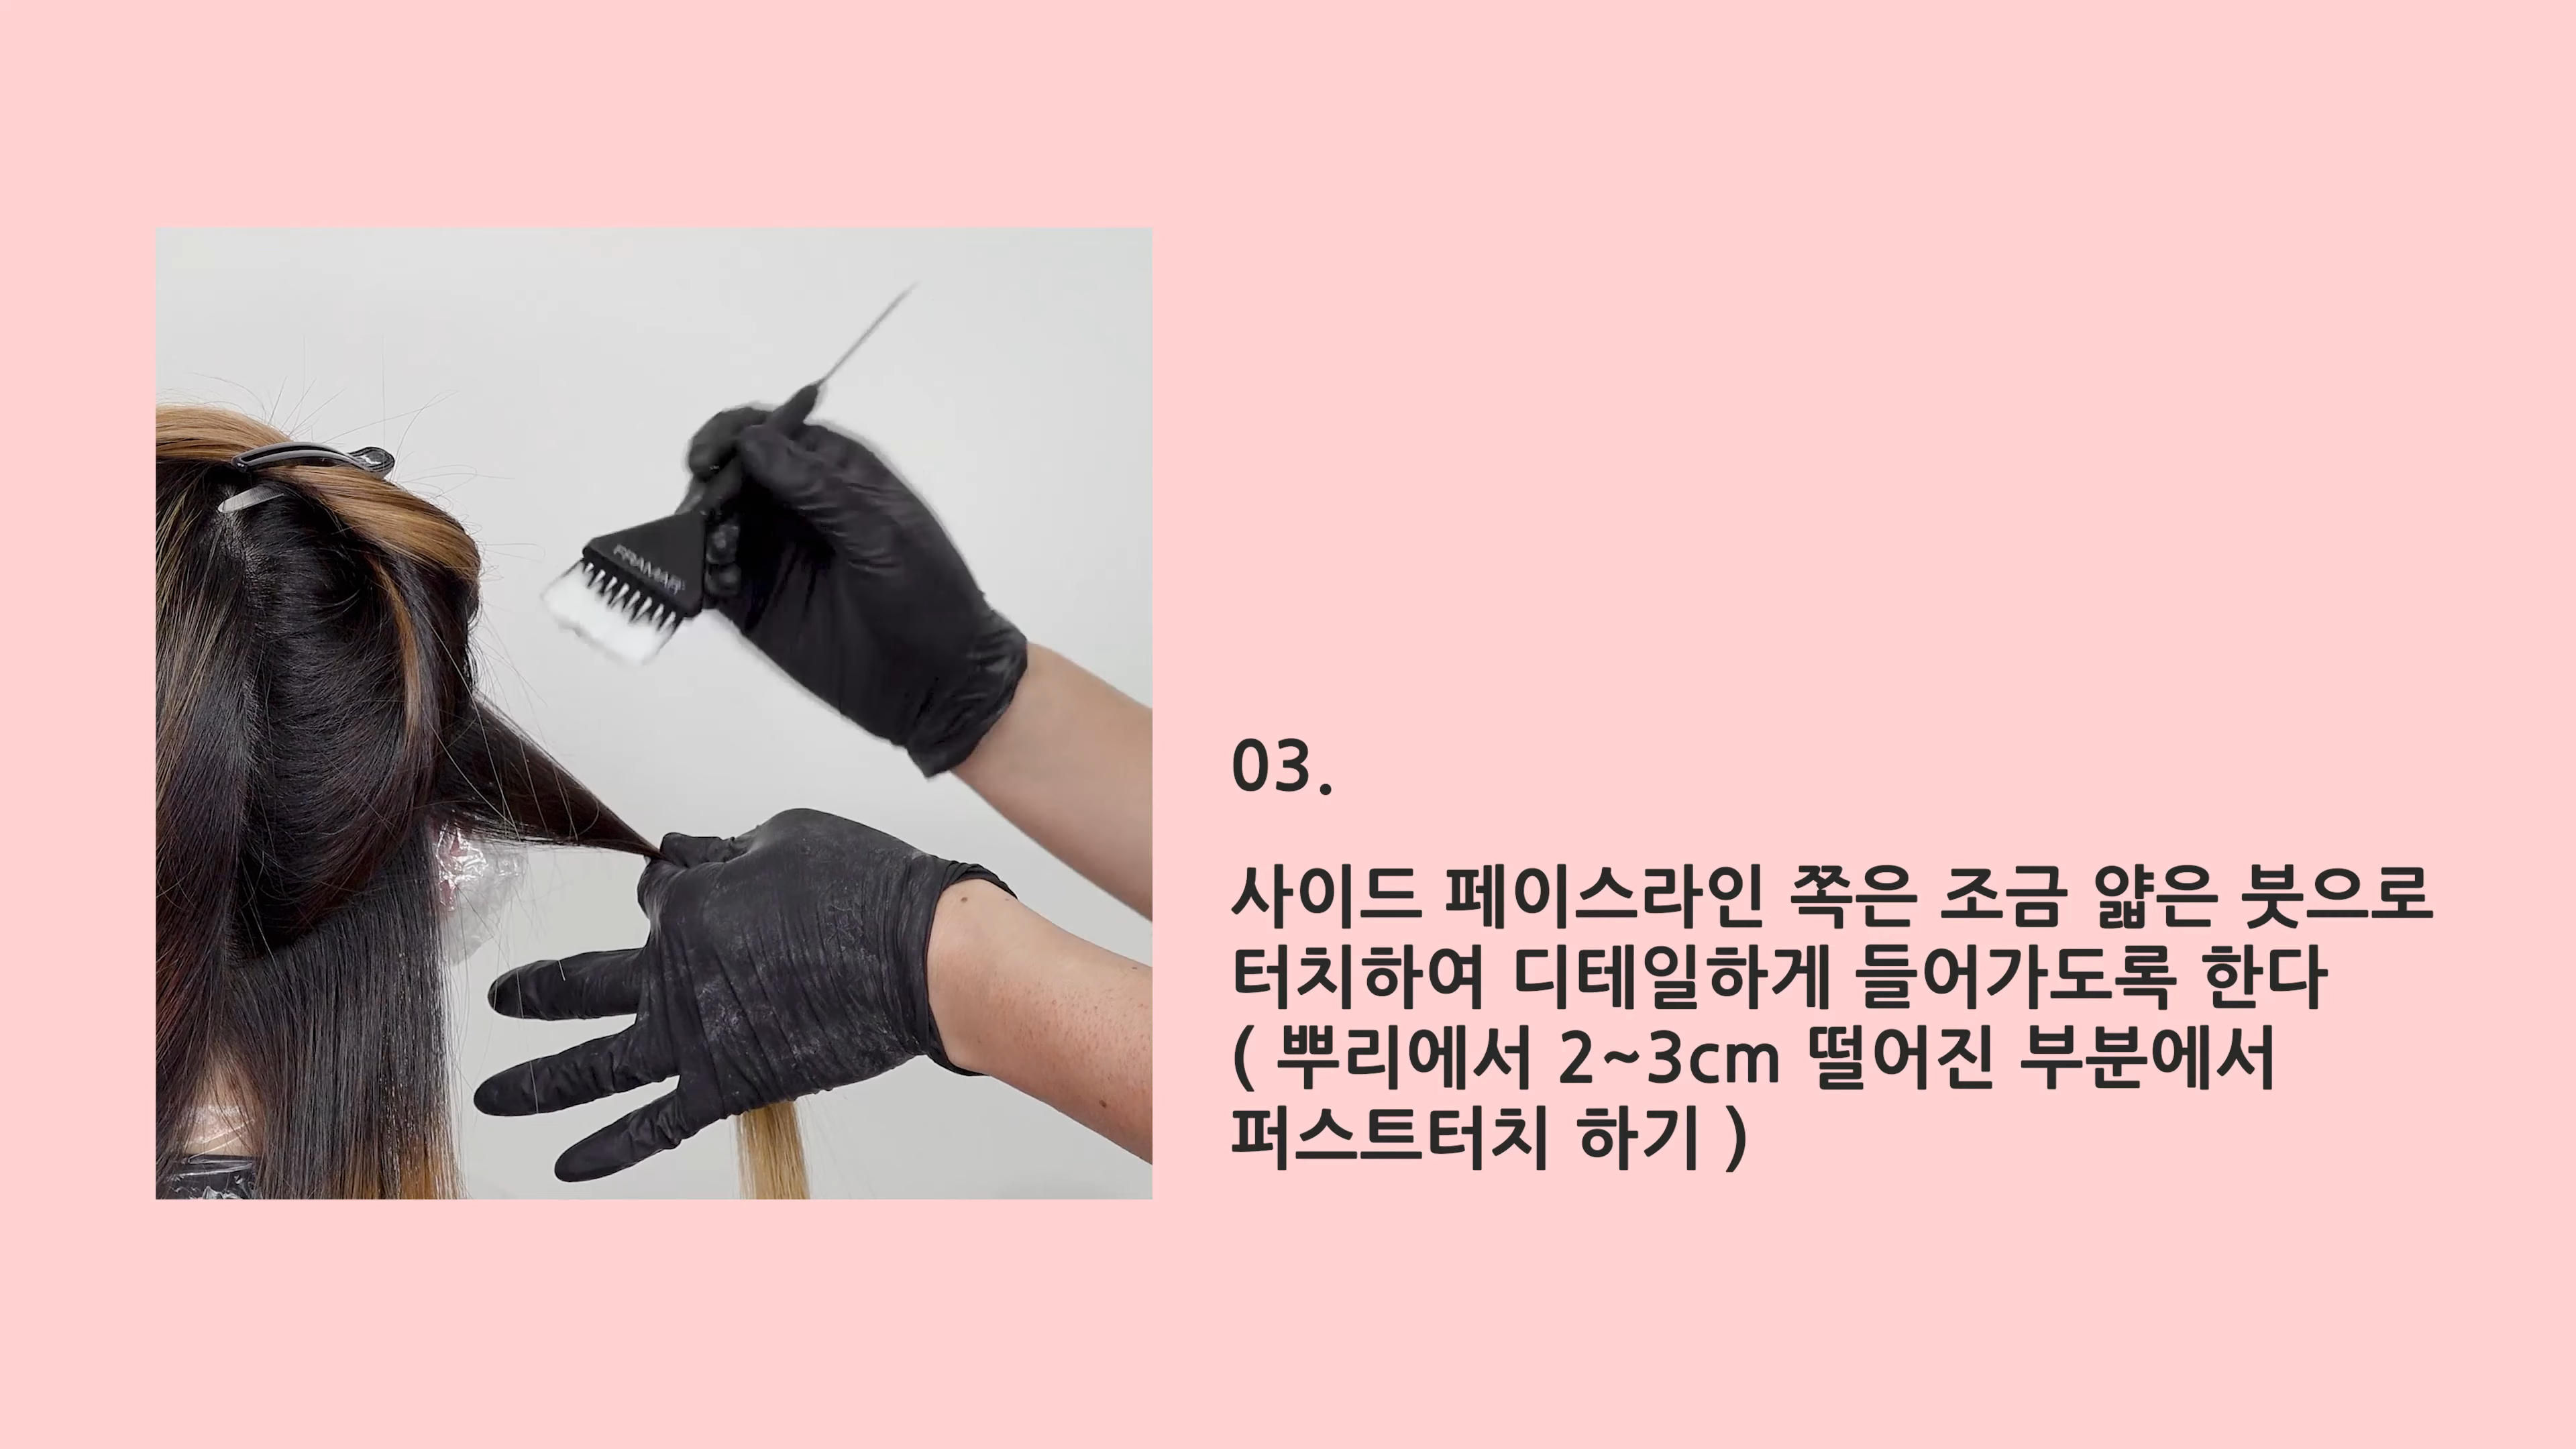 FRAMAR
03.
사이드 페이스라인 쪽은 조금 얇은 붓으로
터치하여 디테일하게 들어가도록 한다
( 뿌리에서 2~3cm 떨어진 부분에서
퍼스트터치 하기 )